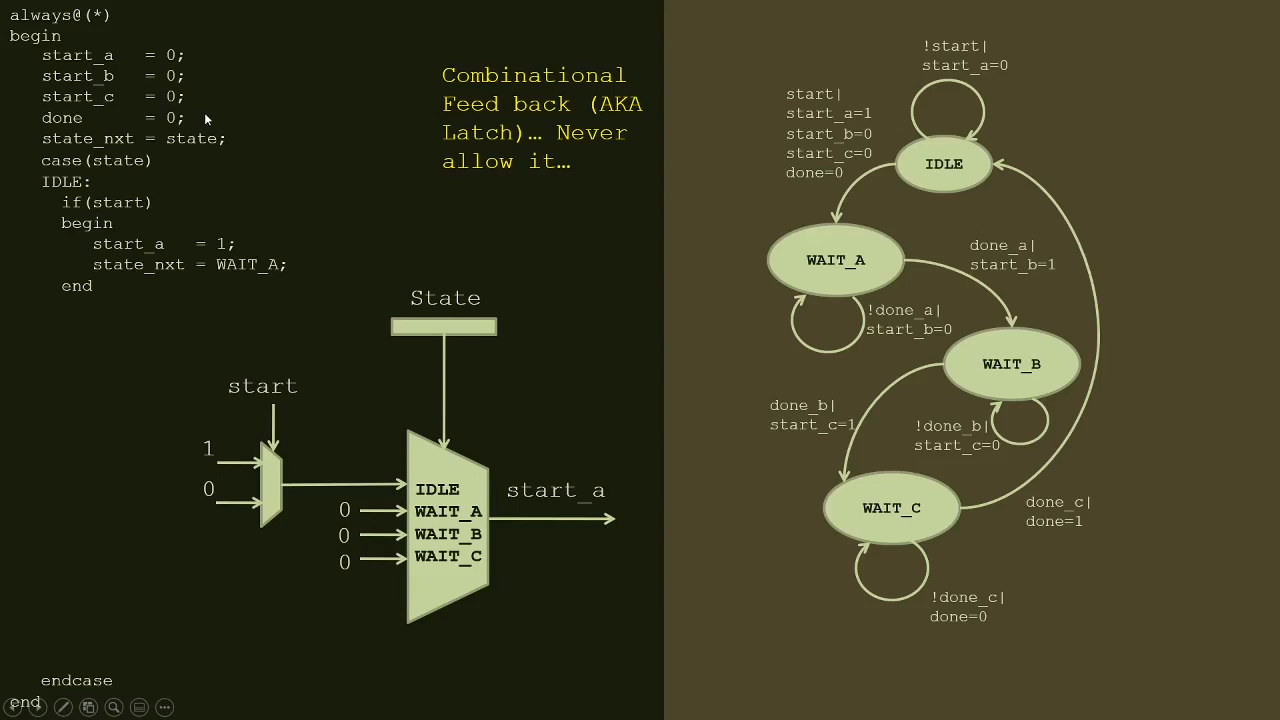 always@(*)
begin
start_a = 0;
start_b = 0;
start_c = 0;
done = 0;
state_nxt = state;
case(state)
IDLE:
if(start)
begin
start_a = 1;
state_nxt = WAIT_A;
end
endcase
end
Combinational
Feed back (AKA
Latch)… Never
allow it…
State
start
1
0
IDLE
WAIT_A
WAIT_B
WAIT_C
0
0
0
start_a
!start|
start_a=0
start|
start_a=1
start_b=0
start_c=0
done=0
IDLE
WAIT_A
done_a|
start_b=1
!done_a|
start_b=0
WAIT_B
done_b|
start_c=1
!done_b|
start_c=0
WAIT_C
done_c|
done=1
!done_c|
done=0